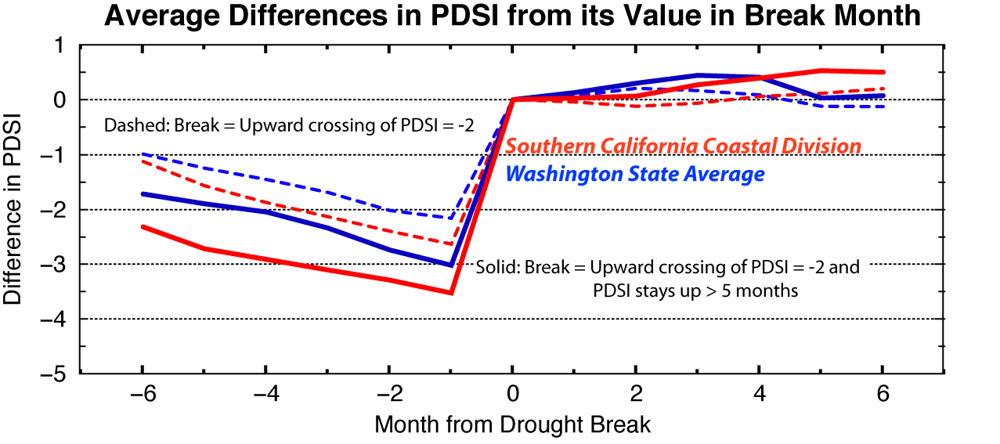 Average Differences in PDSI from its Value in Break Month
Difference in PDSI
1
0
−1
−2
−3
−4
−5
Dashed: Break = Upward crossing of PDSI = -2
Southern California Coastal Division
Washington State Average
Solid: Break = Upward crossing of PDSI = -2 and
PDSI stays up > 5 months
−6 −4 −2 0 2 4 6
Month from Drought Break